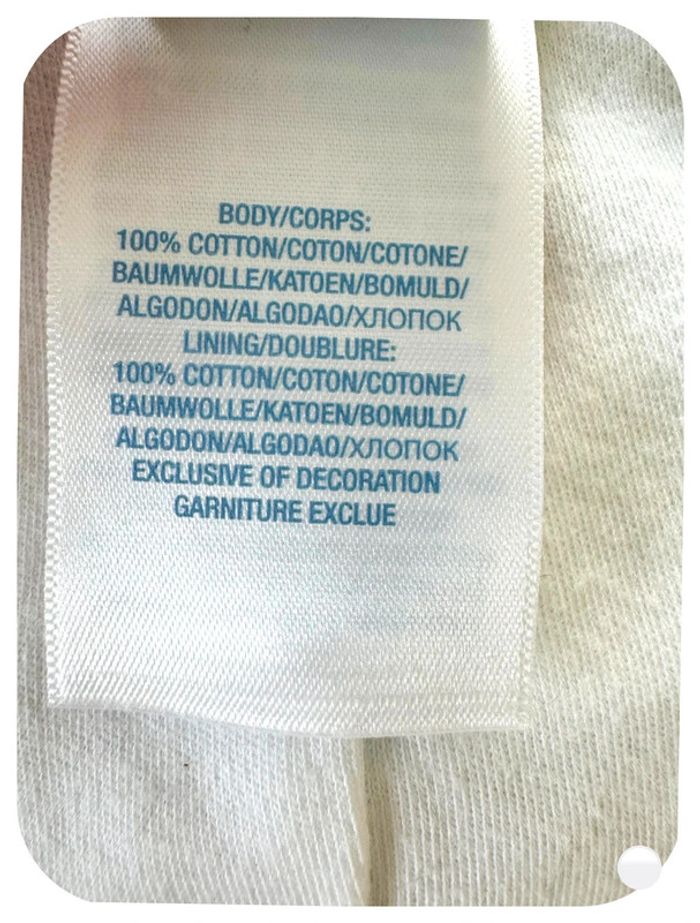 BODY/CORPS:
100% COTTON/COTON/COTONE/
BAUMWOLLE/KATOEN/BOMULD/
ALGODON/ALGODAO/ХЛОПОК
LINING/DOUBLURE:
100% COTTON/COTON/COTONE/
BAUMWOLLE/KATOEN/BOMULD/
ALGODON/ALGODAO/ХЛОПОК
EXCLUSIVE OF DECORATION
GARNITURE EXCLUE